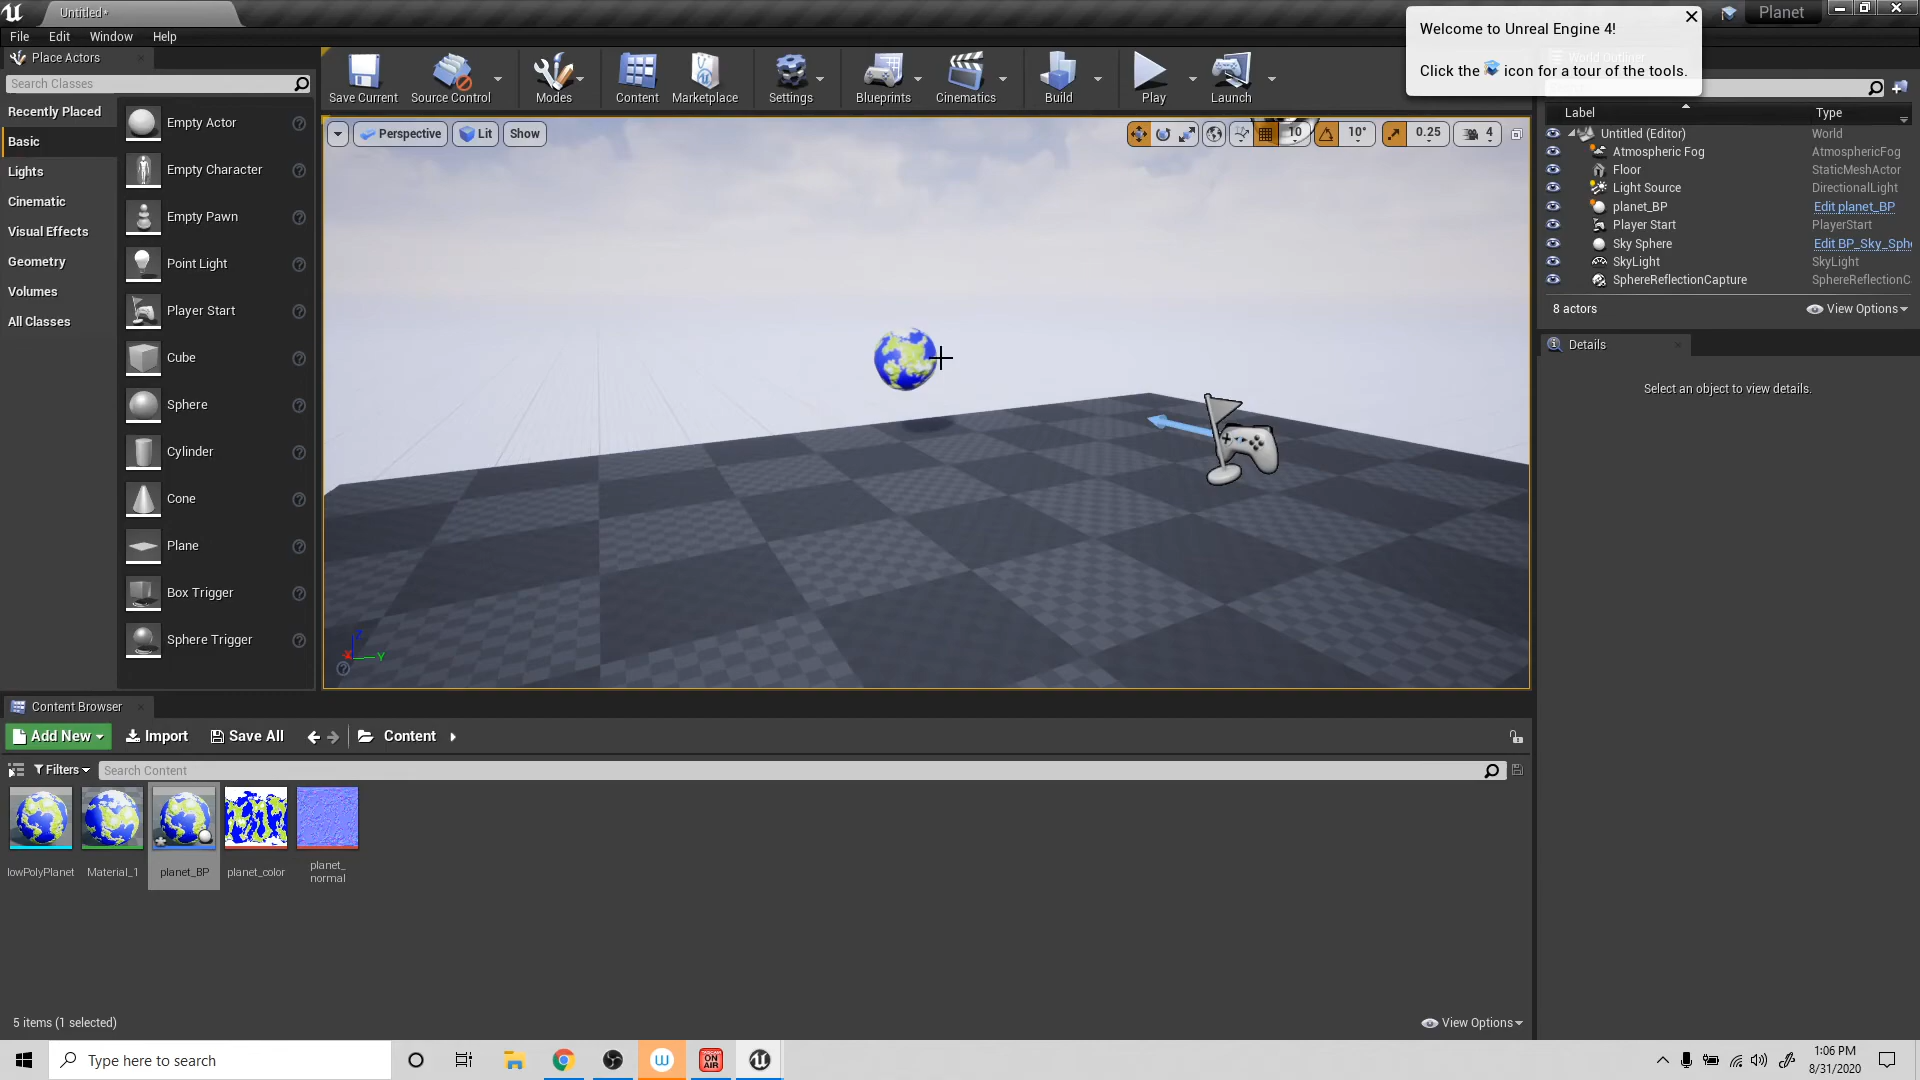 Untitled*
Planet
File Edit Window Help
Welcome to Unreal Engine 4!
Click the icon for a tour of the tools.
Place Actors
Search Classes
Save Current
Source Control
Modes
Content
Marketplace
Settings
Blueprints
Cinematics
Build
Play
Launch
World Outliner
Recently Placed
Basic
Lights
Cinematic
Visual Effects
Geometry
Volumes
All Classes
Empty Actor
Empty Character
Empty Pawn
Point Light
Player Start
Cube
Sphere
Cylinder
Cone
Plane
Box Trigger
Sphere Trigger
Perspective
Lit
Show
10
10°
0.25
4
Z
X
Y
Label Type
Untitled (Editor) World
Atmospheric Fog AtmosphericFog
Floor StaticMeshActor
Light Source DirectionalLight
planet_BP Edit planet_BP
Player Start PlayerStart
Sky Sphere Edit BP_Sky_Sph
SkyLight SkyLight
SphereReflectionCapture SphereReflectionC
8 actors View Options
Details
Select an object to view details.
Content Browser
Add New Import Save All Content
Filters Search Content
lowPolyPlanet
Material_1
planet_BP
planet_color
planet_
normal
5 items (1 selected) View Options
Type here to search
W
ON
AIR
1:06 PM
8/31/2020